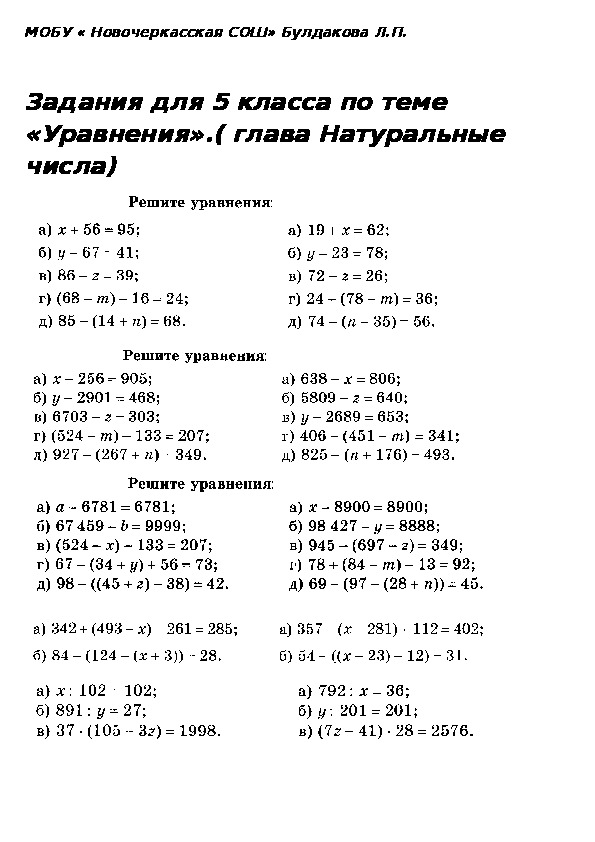 МОБУ « Новочеркасская СОШ» Булдакова Л.П.
Задания для 5 класса по теме
«Уравнения».( глава Натуральные
числа)
Решите уравнения:
а) x + 56 = 95;
б) y – 67 = 41;
в) 86 – z = 39;
г) (68 – m) – 16 = 24;
д) 85 – (14 + n) = 68.
а) 19 + x = 62;
б) y – 23 = 78;
в) 72 – z = 26;
г) 24 – (78 – m) = 36;
д) 74 – (n – 35) = 56.
Решите уравнения:
а) x – 256 = 905;
б) y – 2901 = 468;
в) 6703 – z = 303;
г) (524 – m) – 133 = 207;
д) 927 – (267 + n) = 349.
а) 638 – x = 806;
б) 5809 – z = 640;
в) y – 2689 = 653;
г) 406 – (451 – m) = 341;
д) 825 – (n + 176) = 493.
Решите уравнения:
а) a – 6781 = 6781;
б) 67 459 – b = 9999;
в) (524 – x) – 133 = 207;
г) 67 – (34 + y) + 56 = 73;
д) 98 – ((45 + z) – 38) = 42.
а) x – 8900 = 8900;
б) 98 427 – y = 8888;
в) 945 – (697 – z) = 349;
г) 78 + (84 – m) – 13 = 92;
д) 69 – (97 – (28 + n)) = 45.
а) 342 + (493 – x) 261 = 285;
б) 84 – (124 – (x + 3)) = 28.
а) 357 (x 281) 112 = 402;
б) 54 – ((x – 23) – 12) = 31.
а) x : 102 = 102;
б) 891 : y = 27;
в) 37 · (105 – 3z) = 1998.
а) 792 : x = 36;
б) y : 201 = 201;
в) (7z – 41) · 28 = 2576.